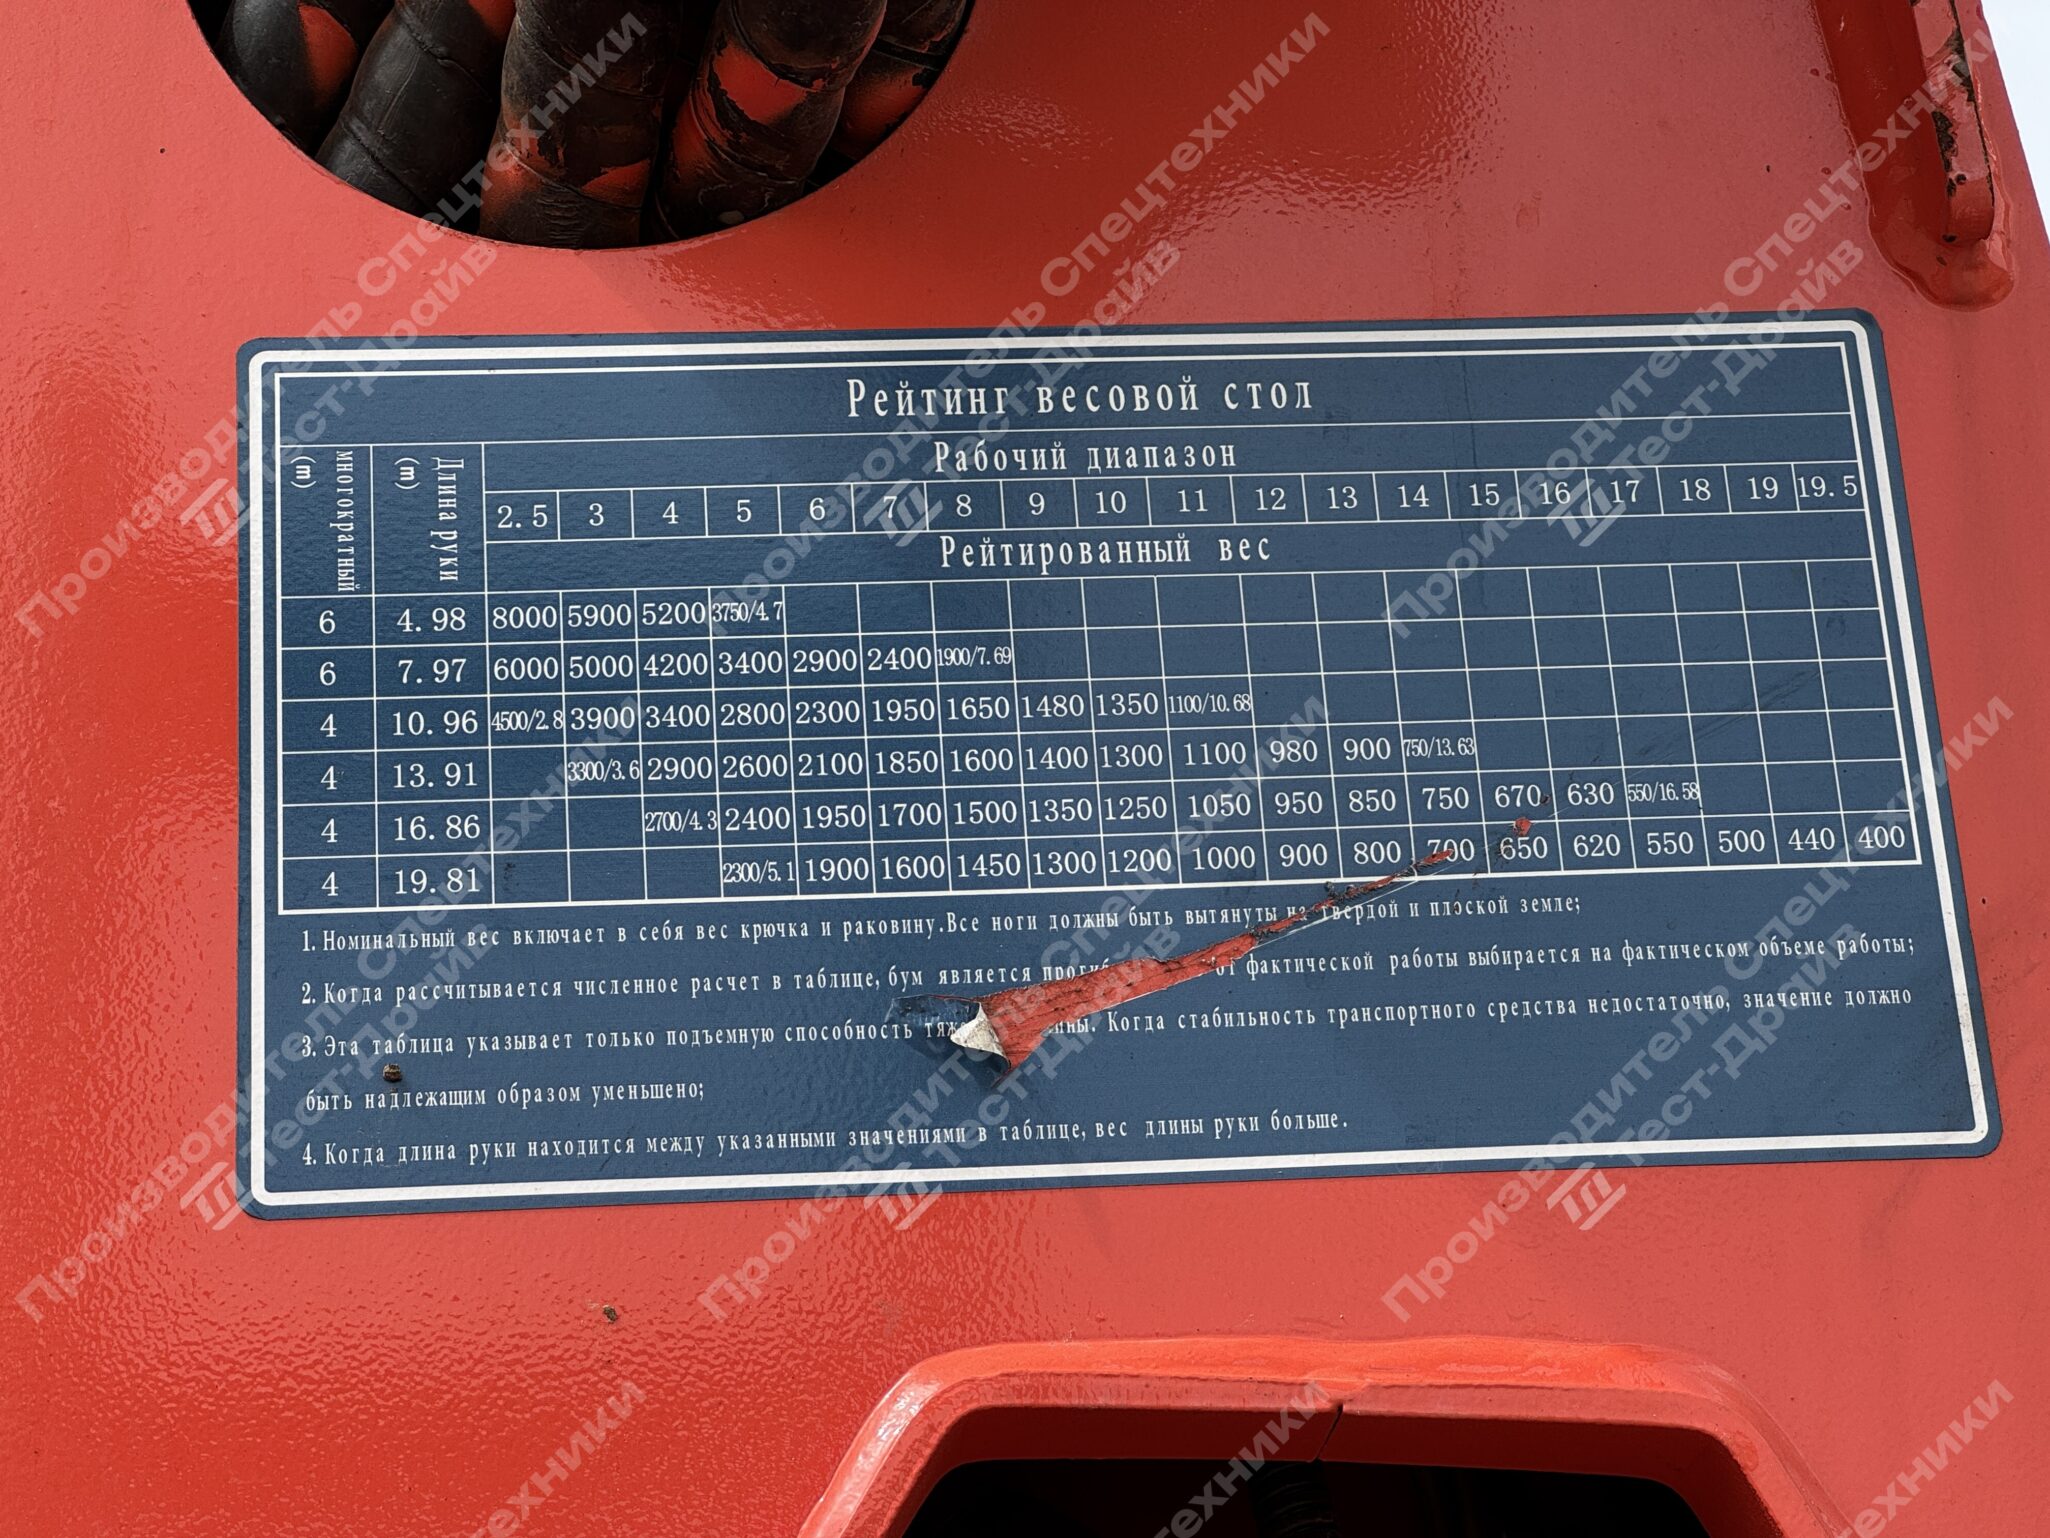 Рейтинг весовой стол
многократный (m)
Длина руки (m)
Рабочий диапазон
2.5 3 4 5 6 7 8 9 10 11 12 13 14 15 16 17 18 19 19.5
Рейтированный вес
6 4.98 8000 5900 5200 3750/4.7
6 7.97 6000 5000 4200 3400 2900 2400 1900/7.69
4 10.96 4500/2.8 3900 3400 2800 2300 1950 1650 1480 1350 1100/10.68
4 13.91 3300/3.6 2900 2600 2100 1850 1600 1400 1300 1100 980 900 750/13.63
4 16.86 2700/4.3 2400 1950 1700 1500 1350 1250 1050 950 850 750 670 630 550/16.58
4 19.81 2300/5.1 1900 1600 1450 1300 1200 1000 900 800 700 650 620 550 500 440 400
1. Номинальный вес включает в себя вес крючка и раковину.Все ноги должны быть вытянуты на твердой и плоской земле;
2. Когда рассчитывается численное расчет в таблице, бум является от фактической работы выбирается на фактическом объеме работы;
3. Эта таблица указывает только подъемную способность Когда стабильность транспортного средства недостаточно, значение должно
быть надлежащим образом уменьшено;
4. Когда длина руки находится между указанными значениями в таблице, вес длины руки больше.
Производитель Спецтехники
Тест-Драйв